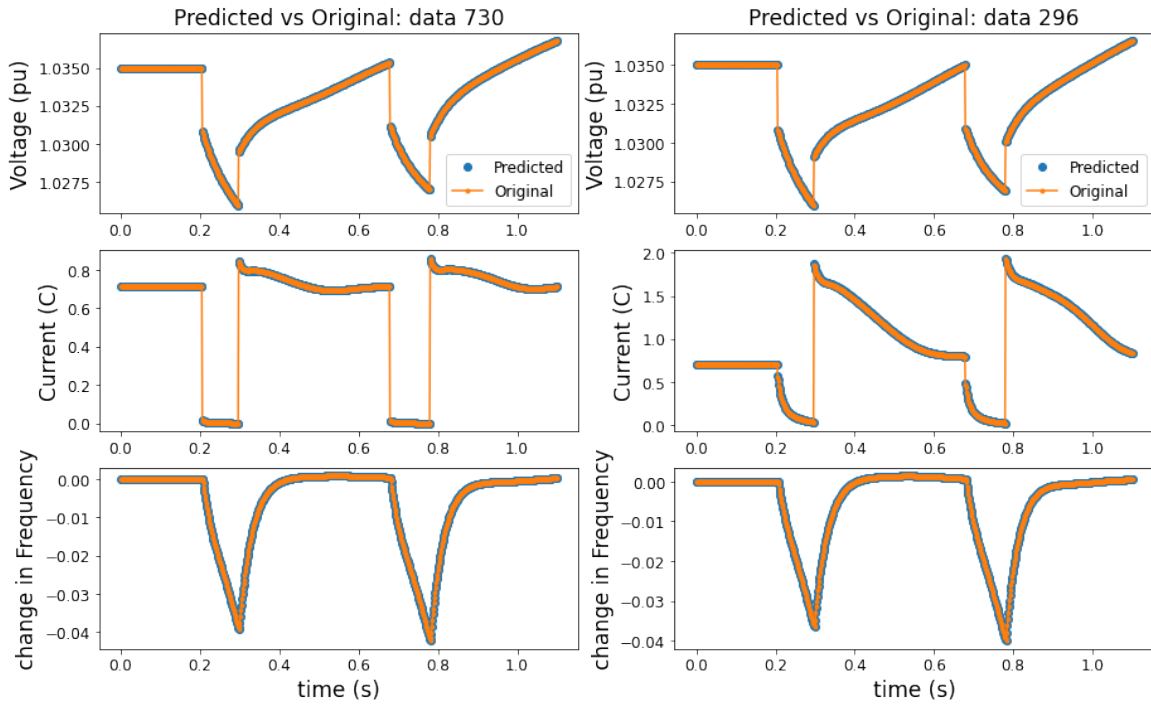 Predicted vs Original: data 730
Voltage (pu)
1.0350
1.0325
1.0300
1.0275
Predicted
Original
0.0 0.2 0.4 0.6 0.8 1.0
Current (C)
0.8
0.6
0.4
0.2
0.0
0.0 0.2 0.4 0.6 0.8 1.0
change in Frequency
0.00
−0.01
−0.02
−0.03
−0.04
0.0 0.2 0.4 0.6 0.8 1.0
time (s)
Predicted vs Original: data 296
Voltage (pu)
1.0350
1.0325
1.0300
1.0275
Predicted
Original
0.0 0.2 0.4 0.6 0.8 1.0
Current (C)
2.0
1.5
1.0
0.5
0.0
0.0 0.2 0.4 0.6 0.8 1.0
change in Frequency
0.00
−0.01
−0.02
−0.03
−0.04
0.0 0.2 0.4 0.6 0.8 1.0
time (s)